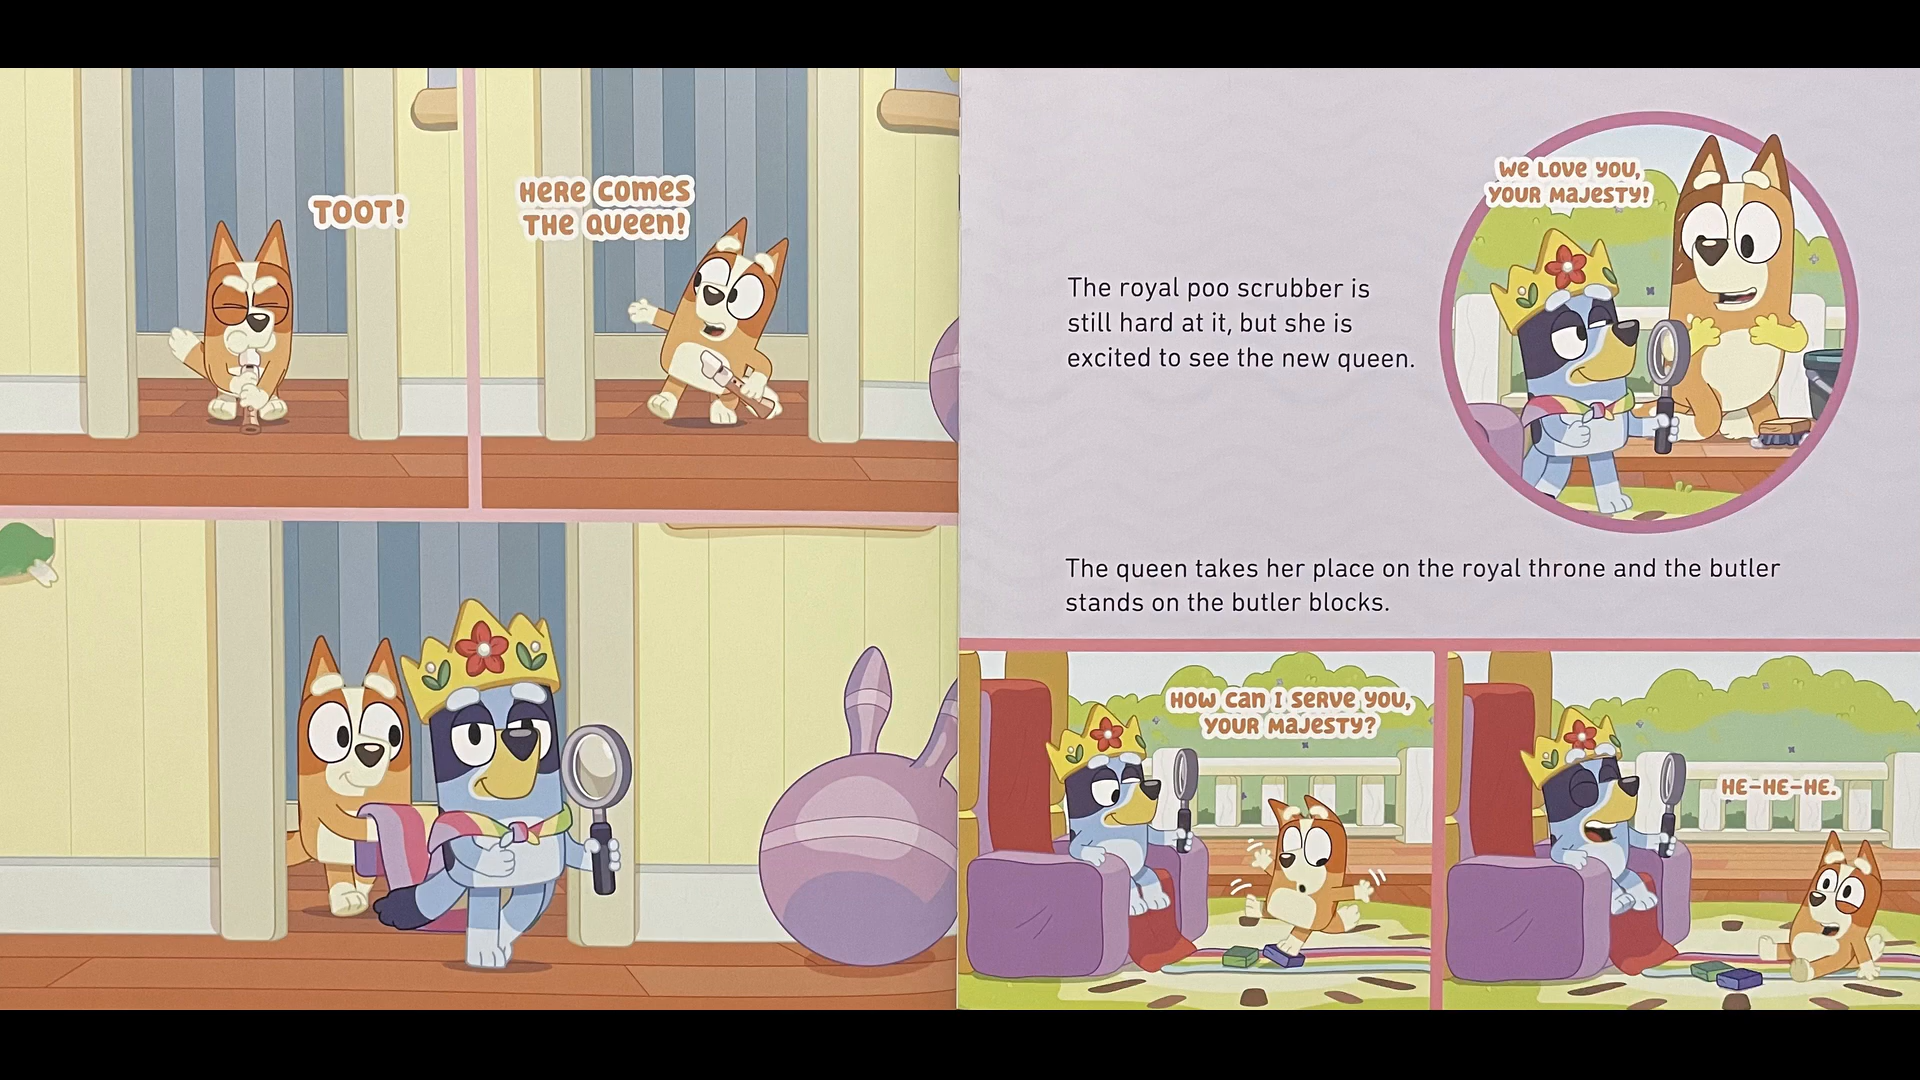 TOOT!
HERE COMES
THE QUEEN!
WE LOVE YOU,
YOUR MAJESTY!
The royal poo scrubber is
still hard at it, but she is
excited to see the new queen.
The queen takes her place on the royal throne and the butler
stands on the butler blocks.
HOW CAN I SERVE YOU,
YOUR MAJESTY?
HE-HE-HE.